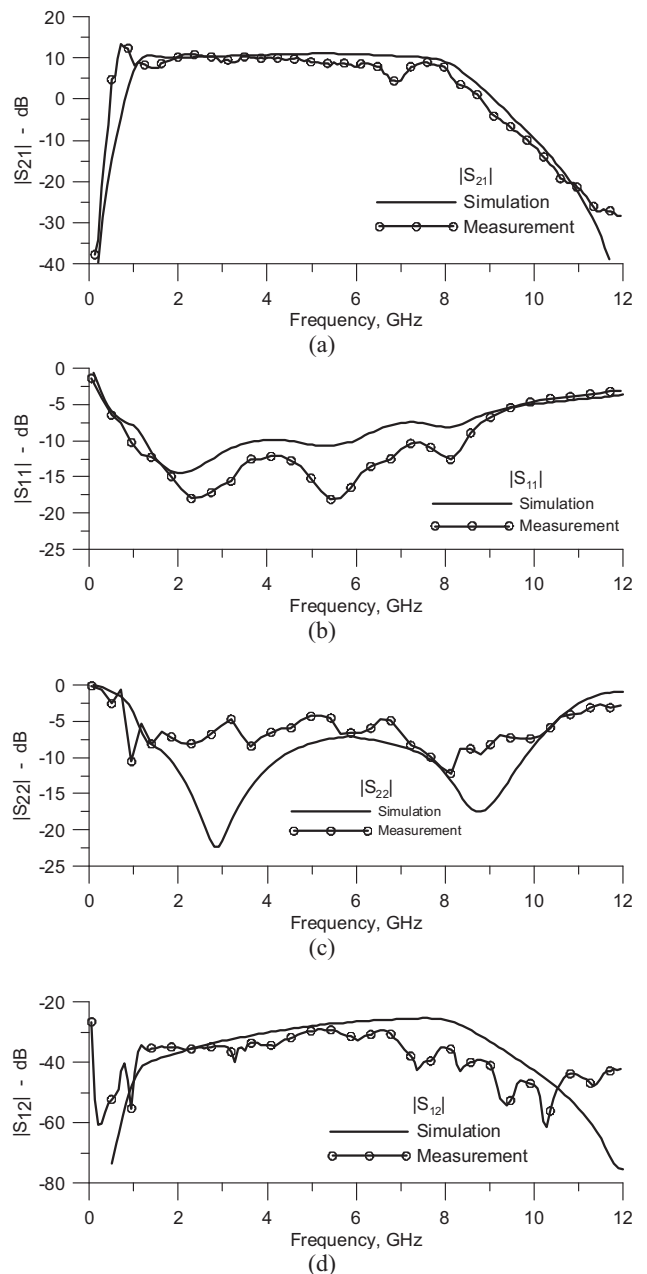 20
10
0
-10
-20
-30
-40
|S21| - dB
|S₂₁|
Simulation
Measurement
0 2 4 6 8 10 12
Frequency, GHz
(a)
0
-5
-10
-15
-20
-25
|S11| - dB
|S₁₁|
Simulation
Measurement
0 2 4 6 8 10 12
Frequency, GHz
(b)
0
-5
-10
-15
-20
-25
|S22| - dB
|S₂₂|
Simulation
Measurement
0 2 4 6 8 10 12
Frequency, GHz
(c)
-20
-40
-60
-80
|S12| - dB
|S₁₂|
Simulation
Measurement
0 2 4 6 8 10 12
Frequency, GHz
(d)